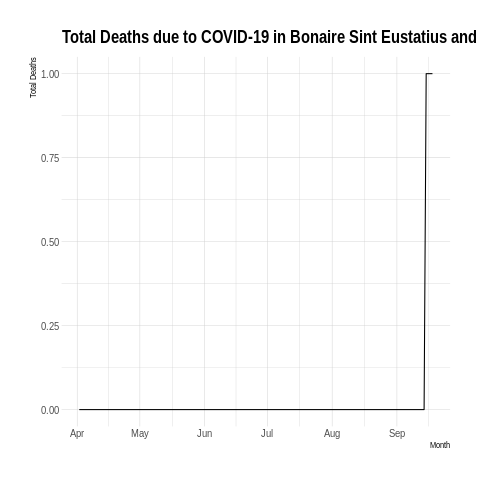 Total Deaths due to COVID-19 in Bonaire Sint Eustatius and
Total Deaths
1.00
0.75
0.50
0.25
0.00
Apr May Jun Jul Aug Sep
Month